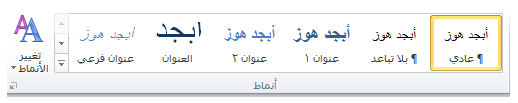 أبجد هوز
¶ عادي
أبجد هوز
¶ بلا تباعد
أبجد هوز
عنوان ١
أبجد هوز
عنوان ٢
أبجد
العنوان
أبجد هوز
عنوان فرعي
تغيير
الأنماط
أنماط